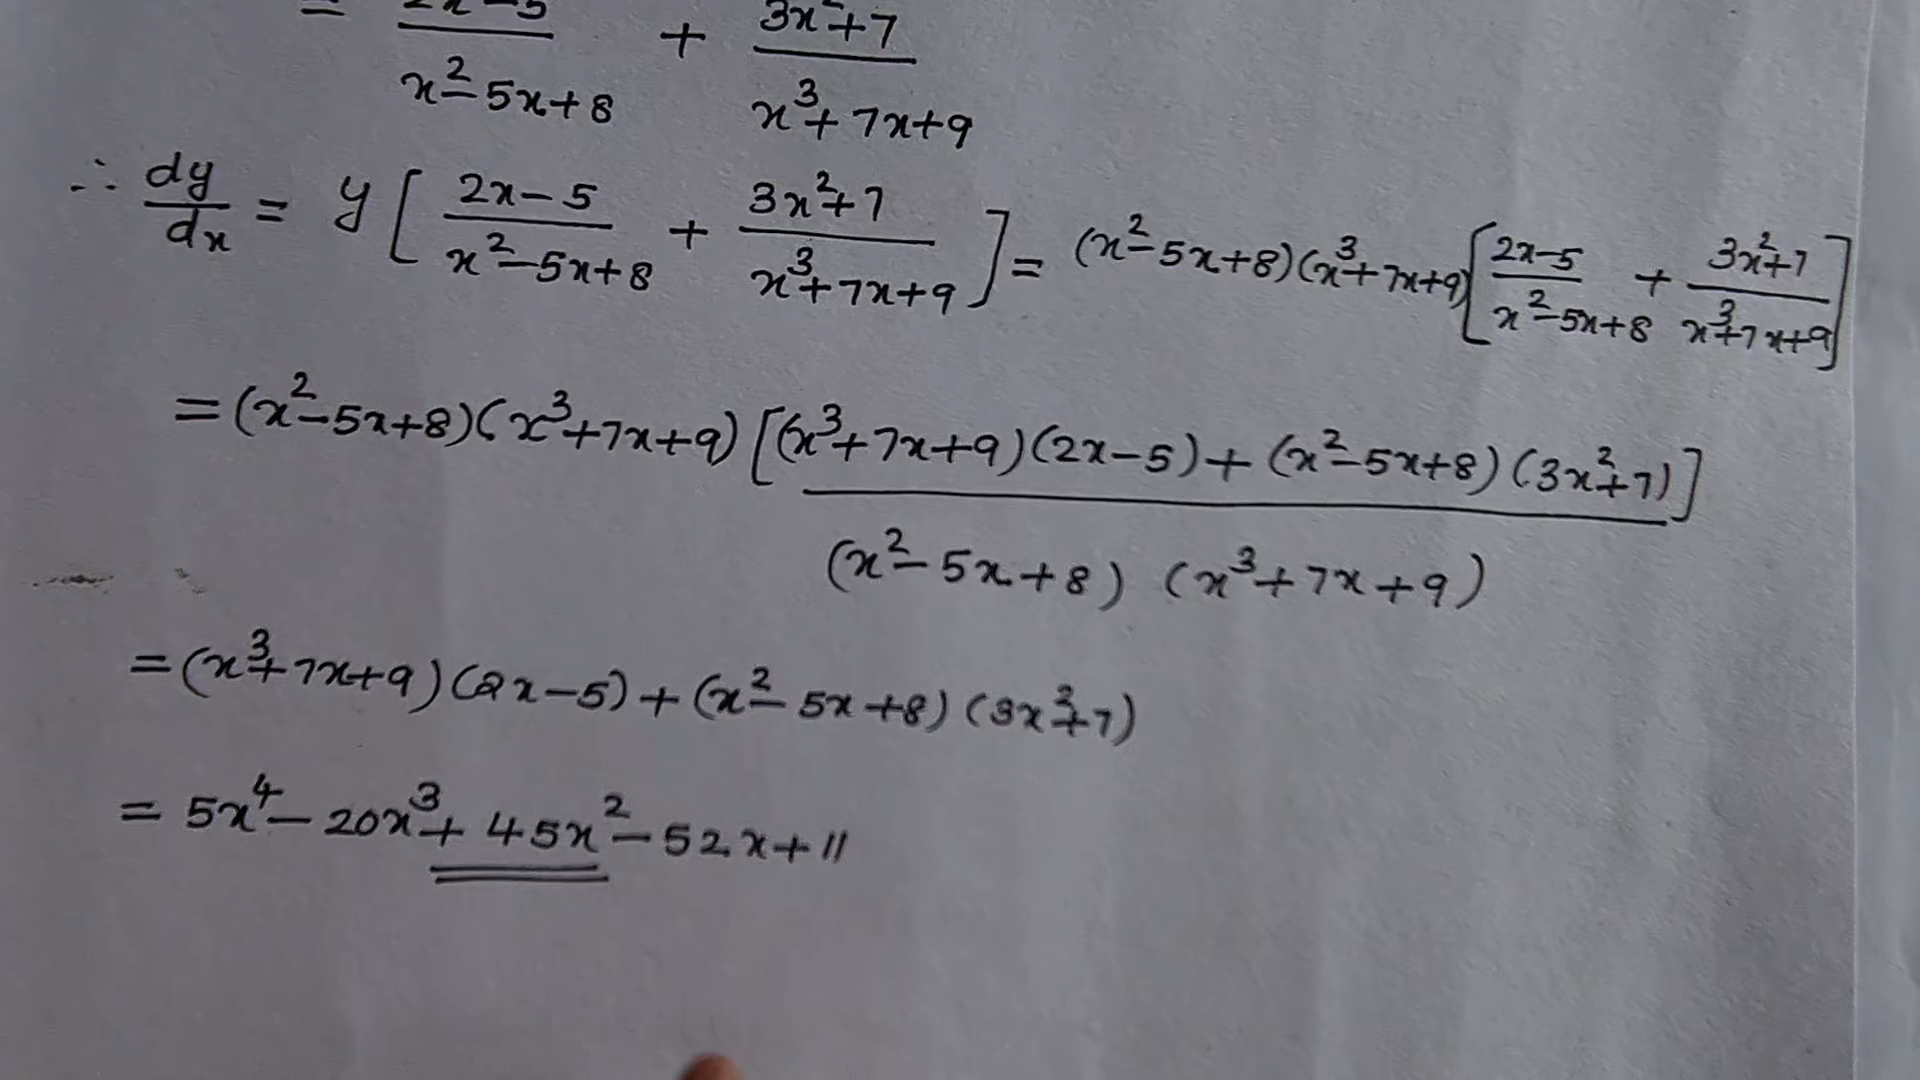 = 2x-5/x²-5x+8 + 3x²+7/x³+7x+9
∴ dy/dx = y [ 2x-5/x²-5x+8 + 3x²+7/x³+7x+9 ] = (x²-5x+8)(x³+7x+9)[ 2x-5/x²-5x+8 + 3x²+7/x³+7x+9 ]
= (x²-5x+8)(x³+7x+9) [(x³+7x+9)(2x-5)+(x²-5x+8)(3x²+7)]
(x²-5x+8) (x³+7x+9)
= (x³+7x+9)(2x-5)+(x²-5x+8)(3x²+7)
= 5x⁴-20x³+45x²-52x+11